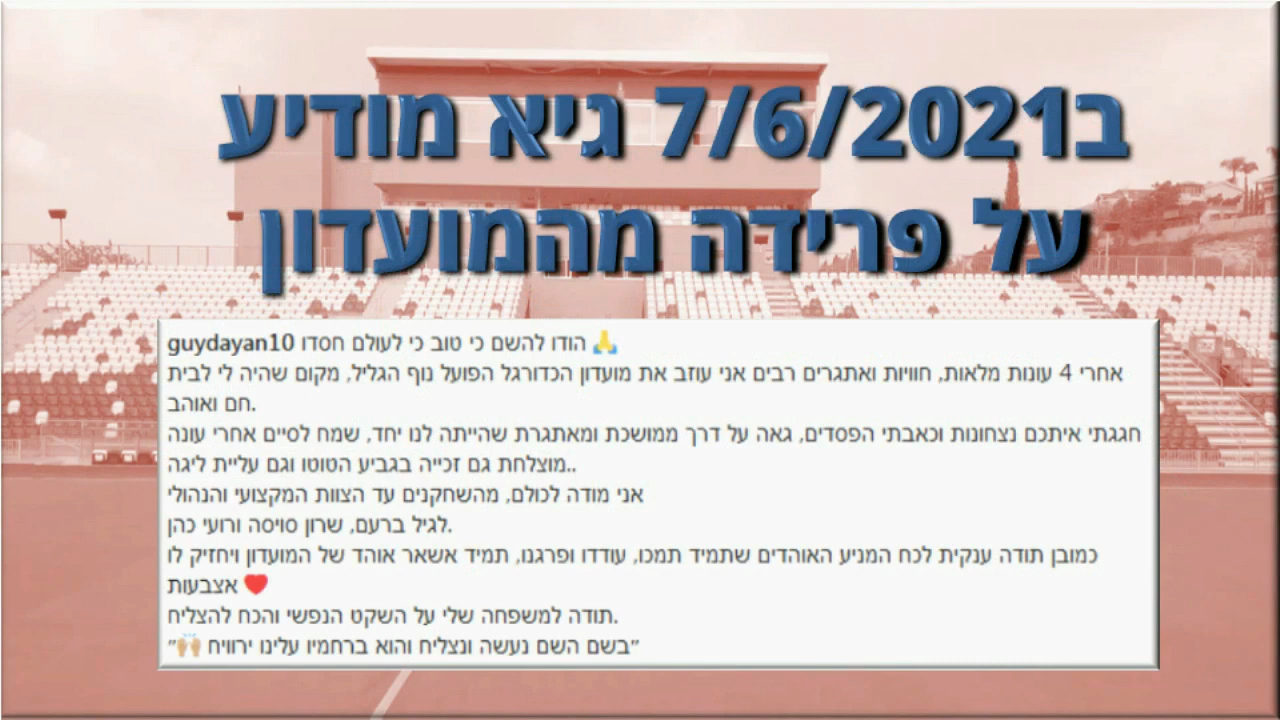 ב7/6/2021 גיא מודיע
על פרידה מהמועדון
guydayan10 הודו להשם כי טוב כי לעולם חסדו 🙏
אחרי 4 עונות מלאות, חוויות ואתגרים רבים אני עוזב את מועדון הכדורגל הפועל נוף הגליל, מקום שהיה לי לבית
חם ואוהב.
חגגתי איתכם נצחונות וכאבתי הפסדים, גאה על דרך ממושכת ומאתגרת שהייתה לנו יחד, שמח לסיים אחרי עונה
מוצלחת גם זכייה בגביע הטוטו וגם עליית ליגה..
אני מודה לכולם, מהשחקנים עד הצוות המקצועי והנהולי
לגיל ברעם, שרון סויסה ורועי כהן.
כמובן תודה ענקית לכח המניע האוהדים שתמיד תמכו, עודדו ופרגנו, תמיד אשאר אוהד של המועדון ויחזיק לו
אצבעות ❤️
תודה למשפחה שלי על השקט הנפשי והכח להצליח.
״בשם השם נעשה ונצליח והוא ברחמיו עלינו ירוויח 🙌🏼״